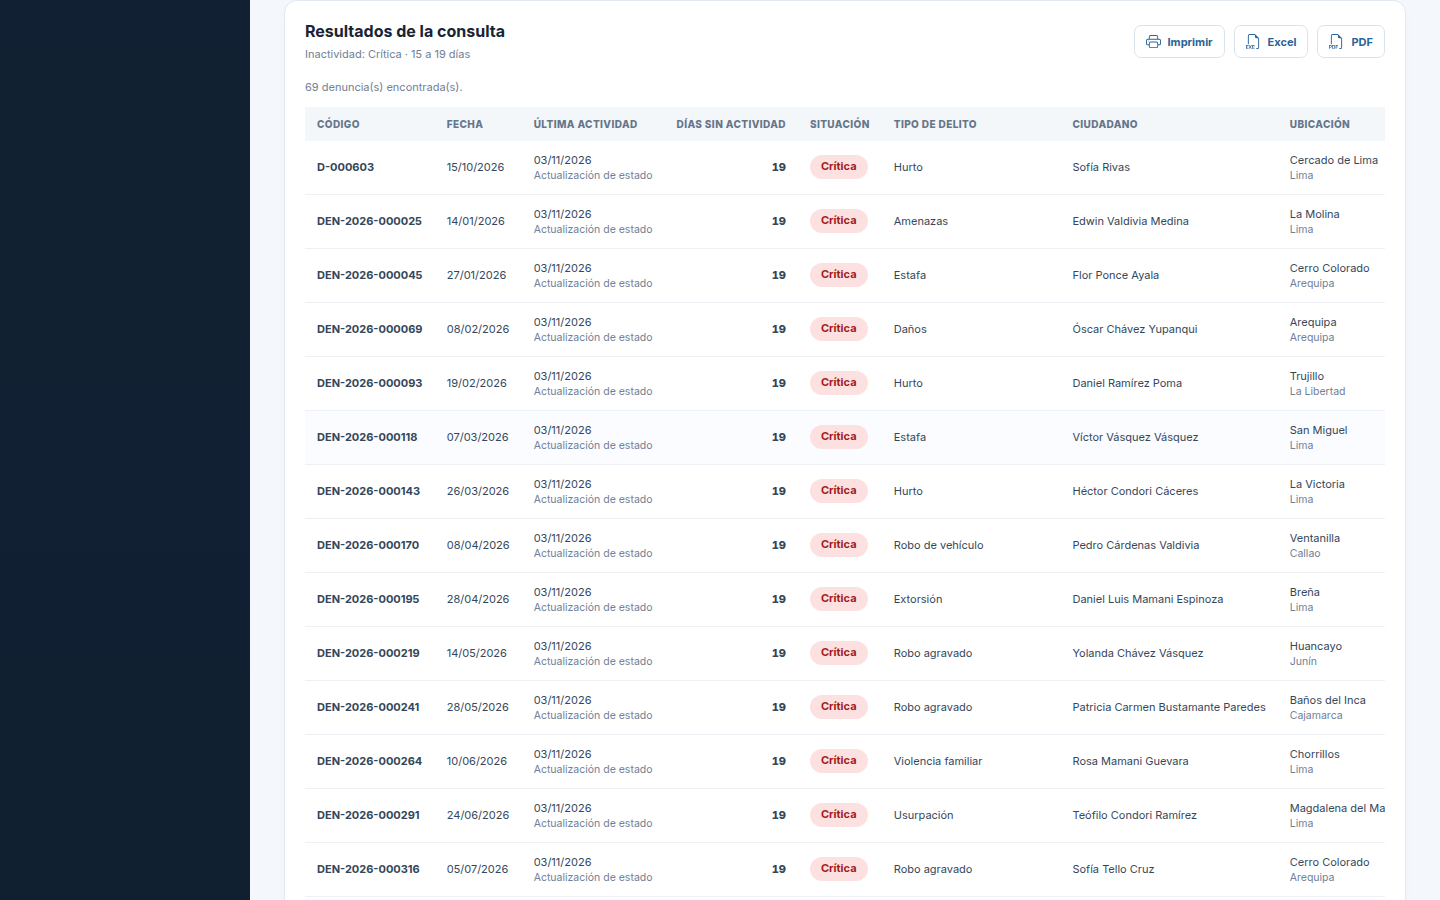 Resultados de la consulta
Inactividad: Crítica · 15 a 19 días
Imprimir
Excel
PDF
69 denuncia(s) encontrada(s).
CÓDIGO FECHA ÚLTIMA ACTIVIDAD DÍAS SIN ACTIVIDAD SITUACIÓN TIPO DE DELITO CIUDADANO UBICACIÓN
D-000603 15/10/2026 03/11/2026 Actualización de estado 19 Crítica Hurto Sofía Rivas Cercado de Lima Lima
DEN-2026-000025 14/01/2026 03/11/2026 Actualización de estado 19 Crítica Amenazas Edwin Valdivia Medina La Molina Lima
DEN-2026-000045 27/01/2026 03/11/2026 Actualización de estado 19 Crítica Estafa Flor Ponce Ayala Cerro Colorado Arequipa
DEN-2026-000069 08/02/2026 03/11/2026 Actualización de estado 19 Crítica Daños Óscar Chávez Yupanqui Arequipa Arequipa
DEN-2026-000093 19/02/2026 03/11/2026 Actualización de estado 19 Crítica Hurto Daniel Ramírez Poma Trujillo La Libertad
DEN-2026-000118 07/03/2026 03/11/2026 Actualización de estado 19 Crítica Estafa Víctor Vásquez Vásquez San Miguel Lima
DEN-2026-000143 26/03/2026 03/11/2026 Actualización de estado 19 Crítica Hurto Héctor Condori Cáceres La Victoria Lima
DEN-2026-000170 08/04/2026 03/11/2026 Actualización de estado 19 Crítica Robo de vehículo Pedro Cárdenas Valdivia Ventanilla Callao
DEN-2026-000195 28/04/2026 03/11/2026 Actualización de estado 19 Crítica Extorsión Daniel Luis Mamani Espinoza Breña Lima
DEN-2026-000219 14/05/2026 03/11/2026 Actualización de estado 19 Crítica Robo agravado Yolanda Chávez Vásquez Huancayo Junín
DEN-2026-000241 28/05/2026 03/11/2026 Actualización de estado 19 Crítica Robo agravado Patricia Carmen Bustamante Paredes Baños del Inca Cajamarca
DEN-2026-000264 10/06/2026 03/11/2026 Actualización de estado 19 Crítica Violencia familiar Rosa Mamani Guevara Chorrillos Lima
DEN-2026-000291 24/06/2026 03/11/2026 Actualización de estado 19 Crítica Usurpación Teófilo Condori Ramírez Magdalena del Ma Lima
DEN-2026-000316 05/07/2026 03/11/2026 Actualización de estado 19 Crítica Robo agravado Sofía Tello Cruz Cerro Colorado Arequipa